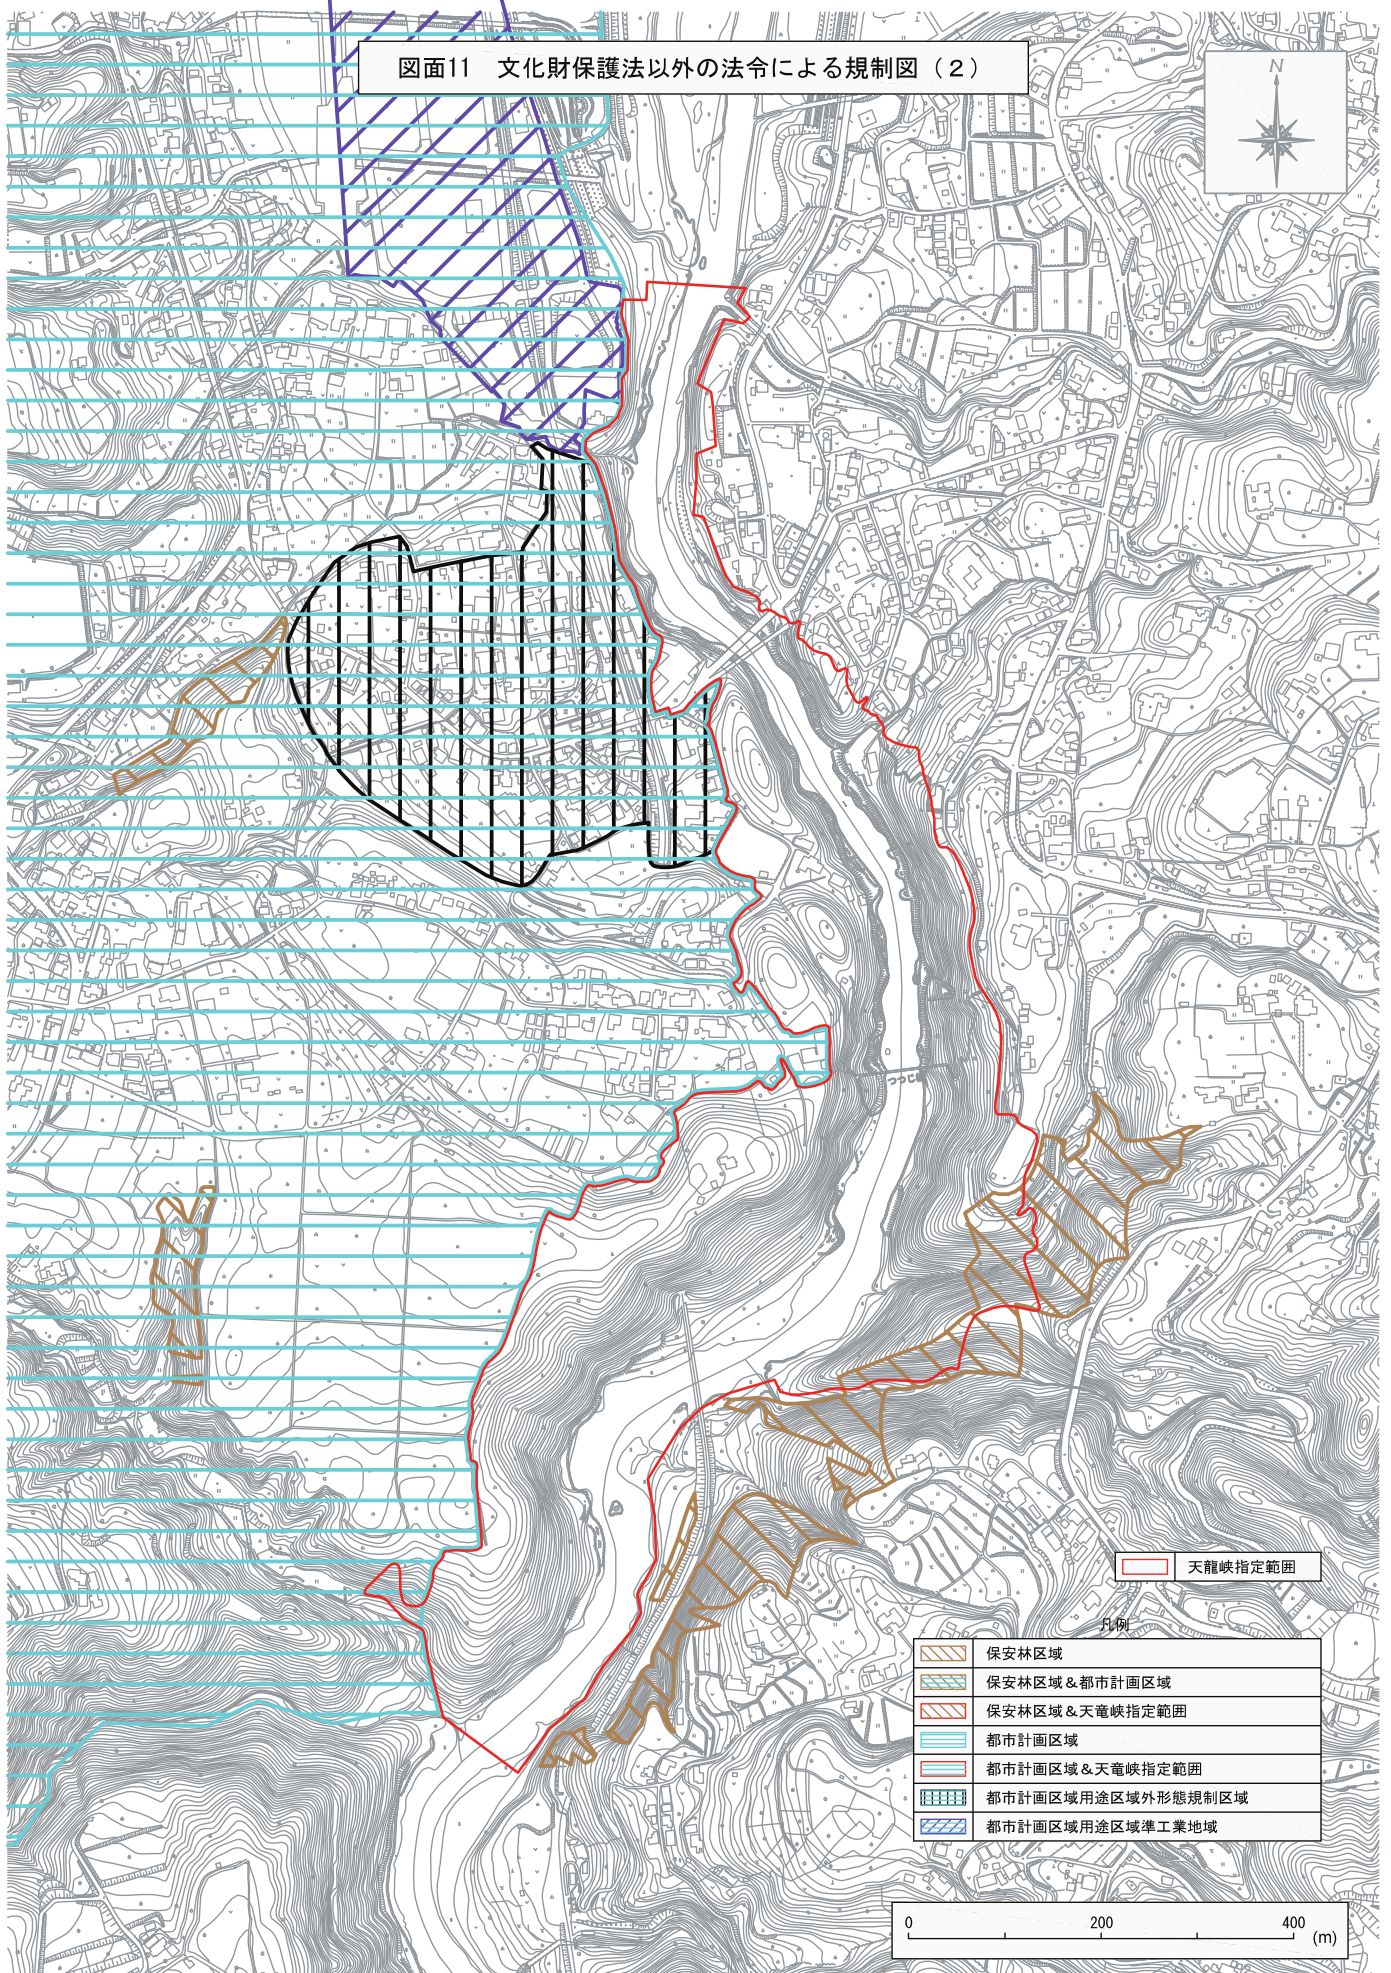 図面11　文化財保護法以外の法令による規制図（２）
N
つつじ橋
天龍峡指定範囲
凡例
保安林区域
保安林区域＆都市計画区域
保安林区域＆天竜峡指定範囲
都市計画区域
都市計画区域＆天竜峡指定範囲
都市計画区域用途区域外形態規制区域
都市計画区域用途区域準工業地域
0 200 400
(m)